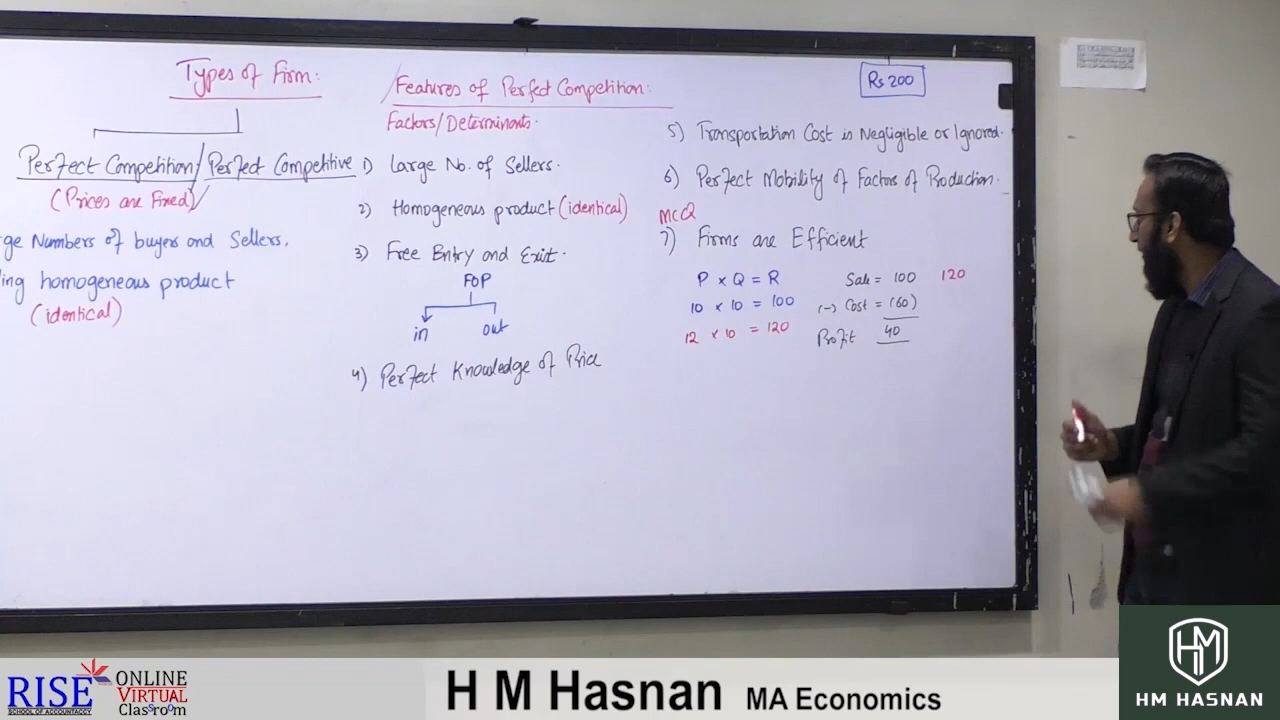 Types of Firm:
Perfect Competition/Perfect Competitive
(Prices are Fixed)
ge Numbers of buyers and Sellers.
ing homogeneous product
(identical)
Features of Perfect Competition:
Factors/Determinants.
1) Large No. of Sellers.
2) Homogeneous product (identical)
3) Free Entry and Exit.
FOP
in out
4) Perfect Knowledge of Price
Rs 200
5) Transportation Cost is Negligible or Ignored.
6) Perfect Mobility of Factors of Production.
MCQ
7) Firms are Efficient
P x Q = R
10 x 10 = 100
12 x 10 = 120
Sale = 100 120
(-) Cost = (60)
Profit 40
RISE
SCHOOL OF ACCOUNTANCY
ONLINE
VIRTUAL
Classroom
H M Hasnan MA Economics
HM
HM HASNAN